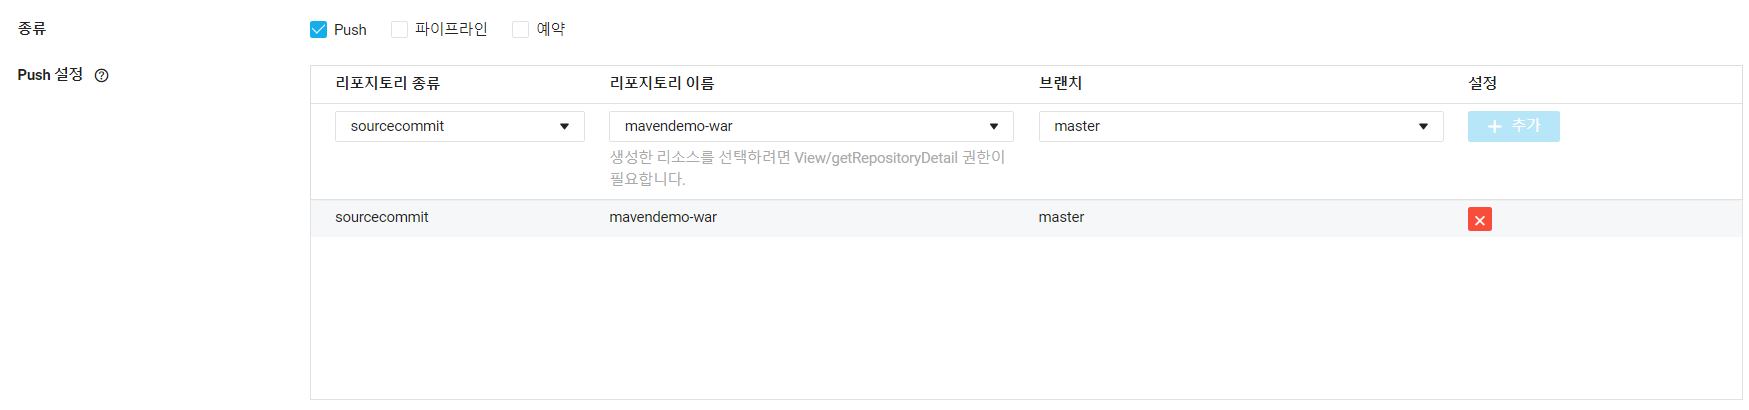 종류 Push 파이프라인 예약
Push 설정
리포지토리 종류 리포지토리 이름 브랜치 설정
sourcecommit mavendemo-war master + 추가
생성한 리소스를 선택하려면 View/getRepositoryDetail 권한이
필요합니다.
sourcecommit mavendemo-war master